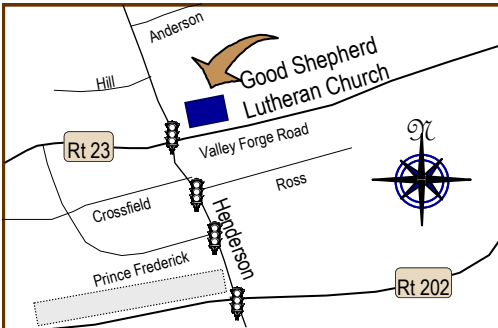 Anderson
Good Shepherd
Lutheran Church
Hill
N
Rt 23
Valley Forge Road
Ross
Crossfield
Henderson
Prince Frederick
Rt 202